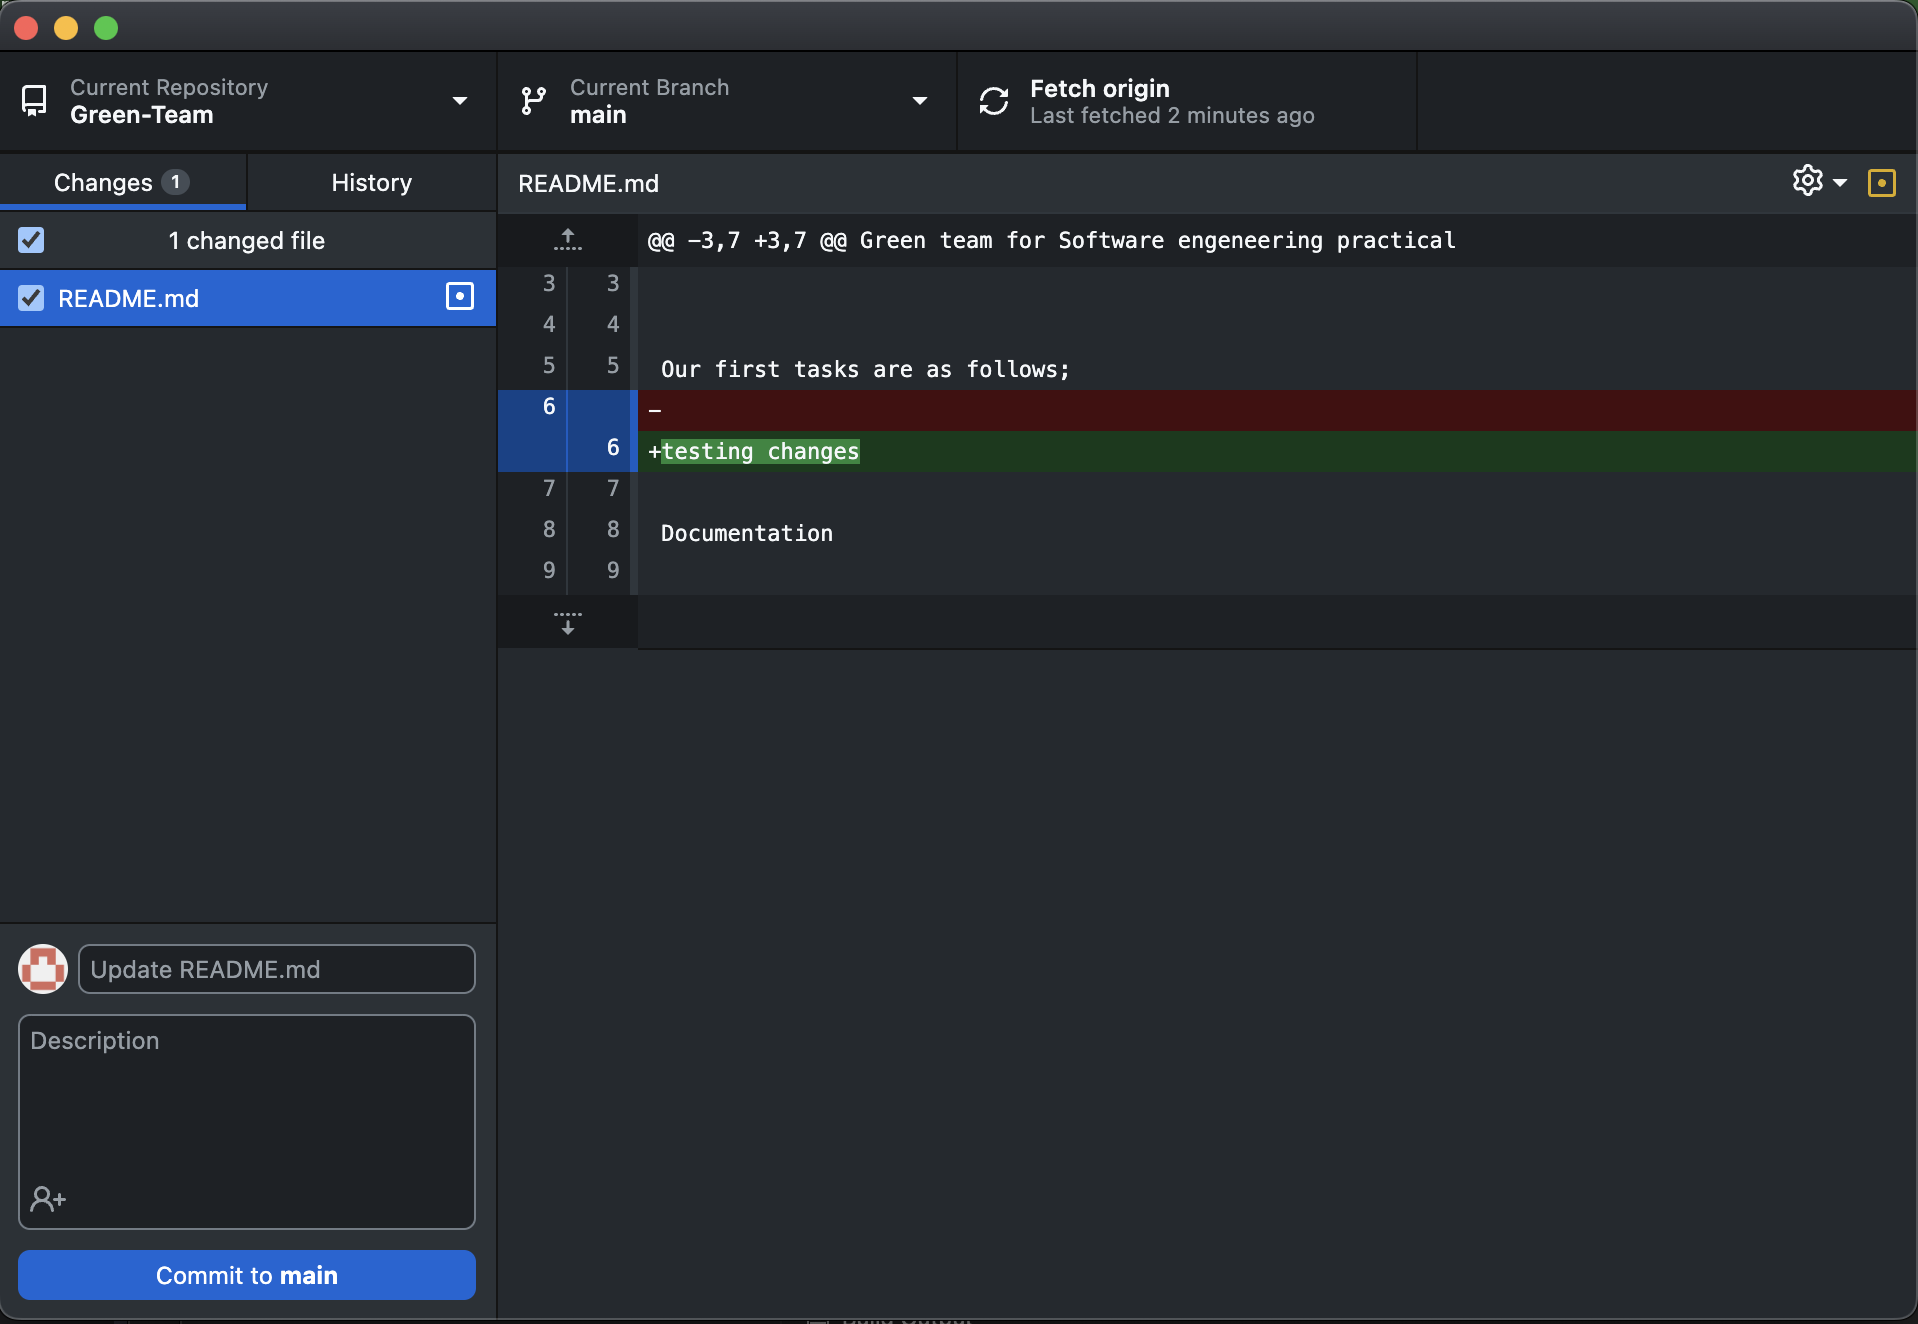 Current Repository
Green-Team
Current Branch
main
Fetch origin
Last fetched 2 minutes ago
Changes 1
History
README.md
1 changed file
README.md
@@ -3,7 +3,7 @@ Green team for Software engeneering practical
3 3
4 4
5 5 Our first tasks are as follows;
6 -
6 +testing changes
7 7
8 8 Documentation
9 9
Update README.md
Description
Commit to main